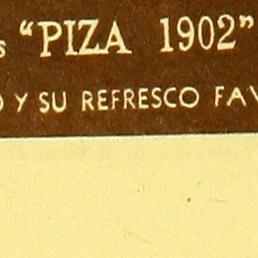 "PIZA 1902"
Y SU REFRESCO